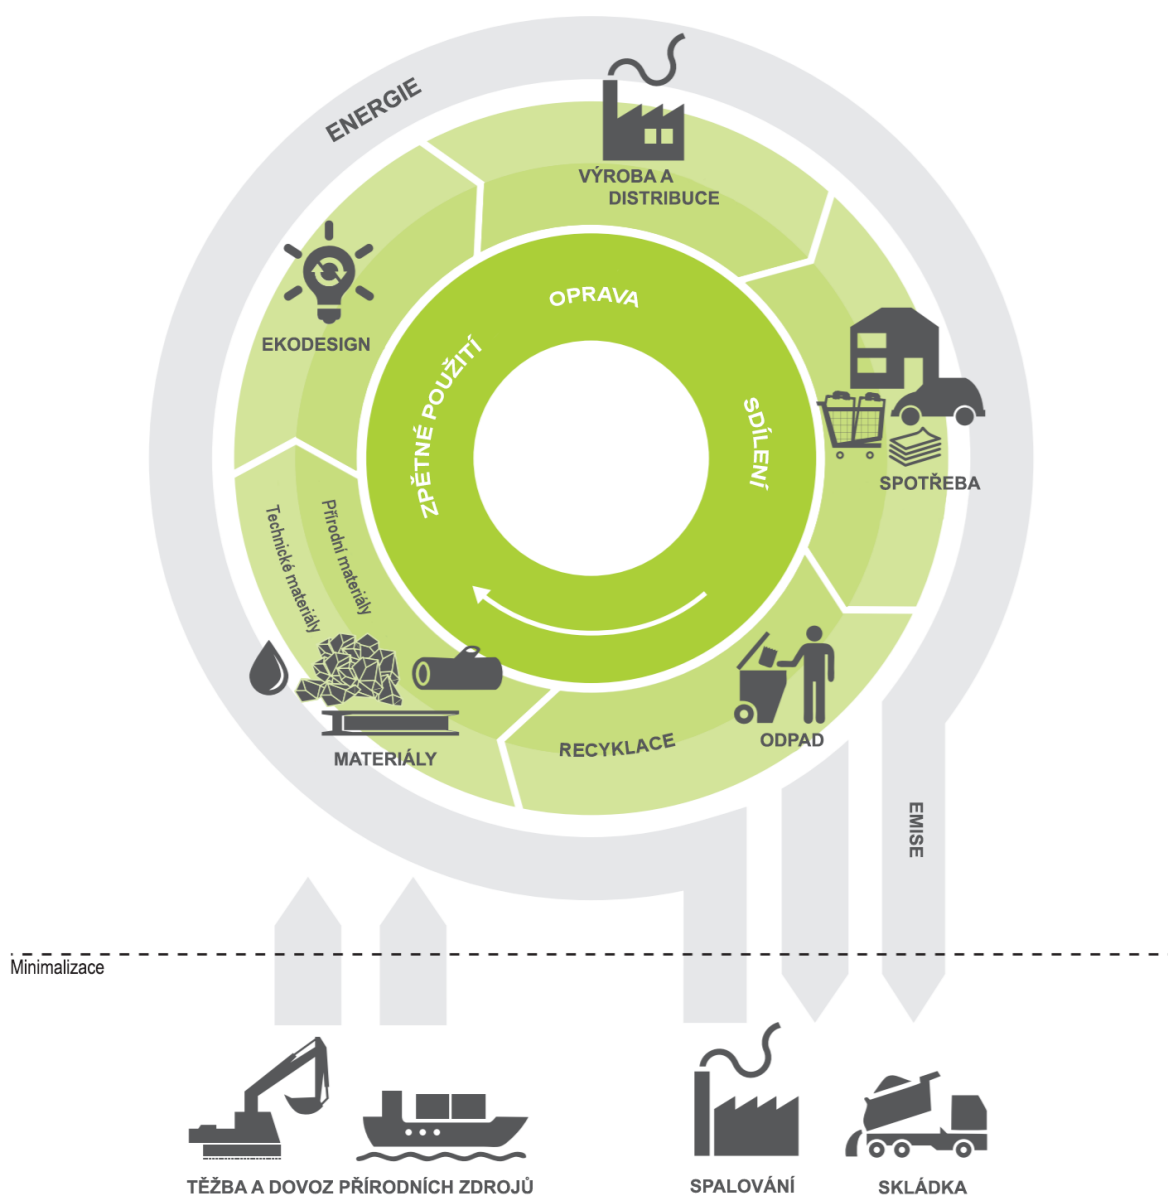 ENERGIE
VÝROBA A
DISTRIBUCE
OPRAVA
EKODESIGN
ZPĚTNÉ POUŽITÍ
SDÍLENÍ
SPOTŘEBA
Technické materiály
Přírodní materiály
MATERIÁLY
RECYKLACE
ODPAD
EMISE
Minimalizace
TĚŽBA A DOVOZ PŘÍRODNÍCH ZDROJŮ
SPALOVÁNÍ
SKLÁDKA